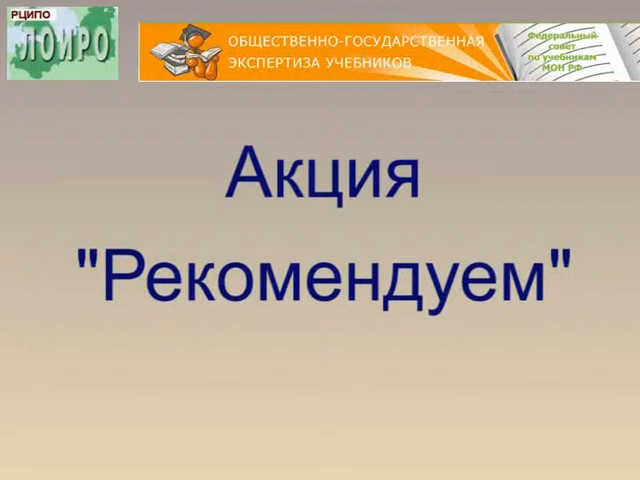 РЦИПО
ЛОИРО
ОБЩЕСТВЕННО-ГОСУДАРСТВЕННАЯ
ЭКСПЕРТИЗА УЧЕБНИКОВ
Федеральный
совет
по учебникам
МОН РФ
Акция
"Рекомендуем"